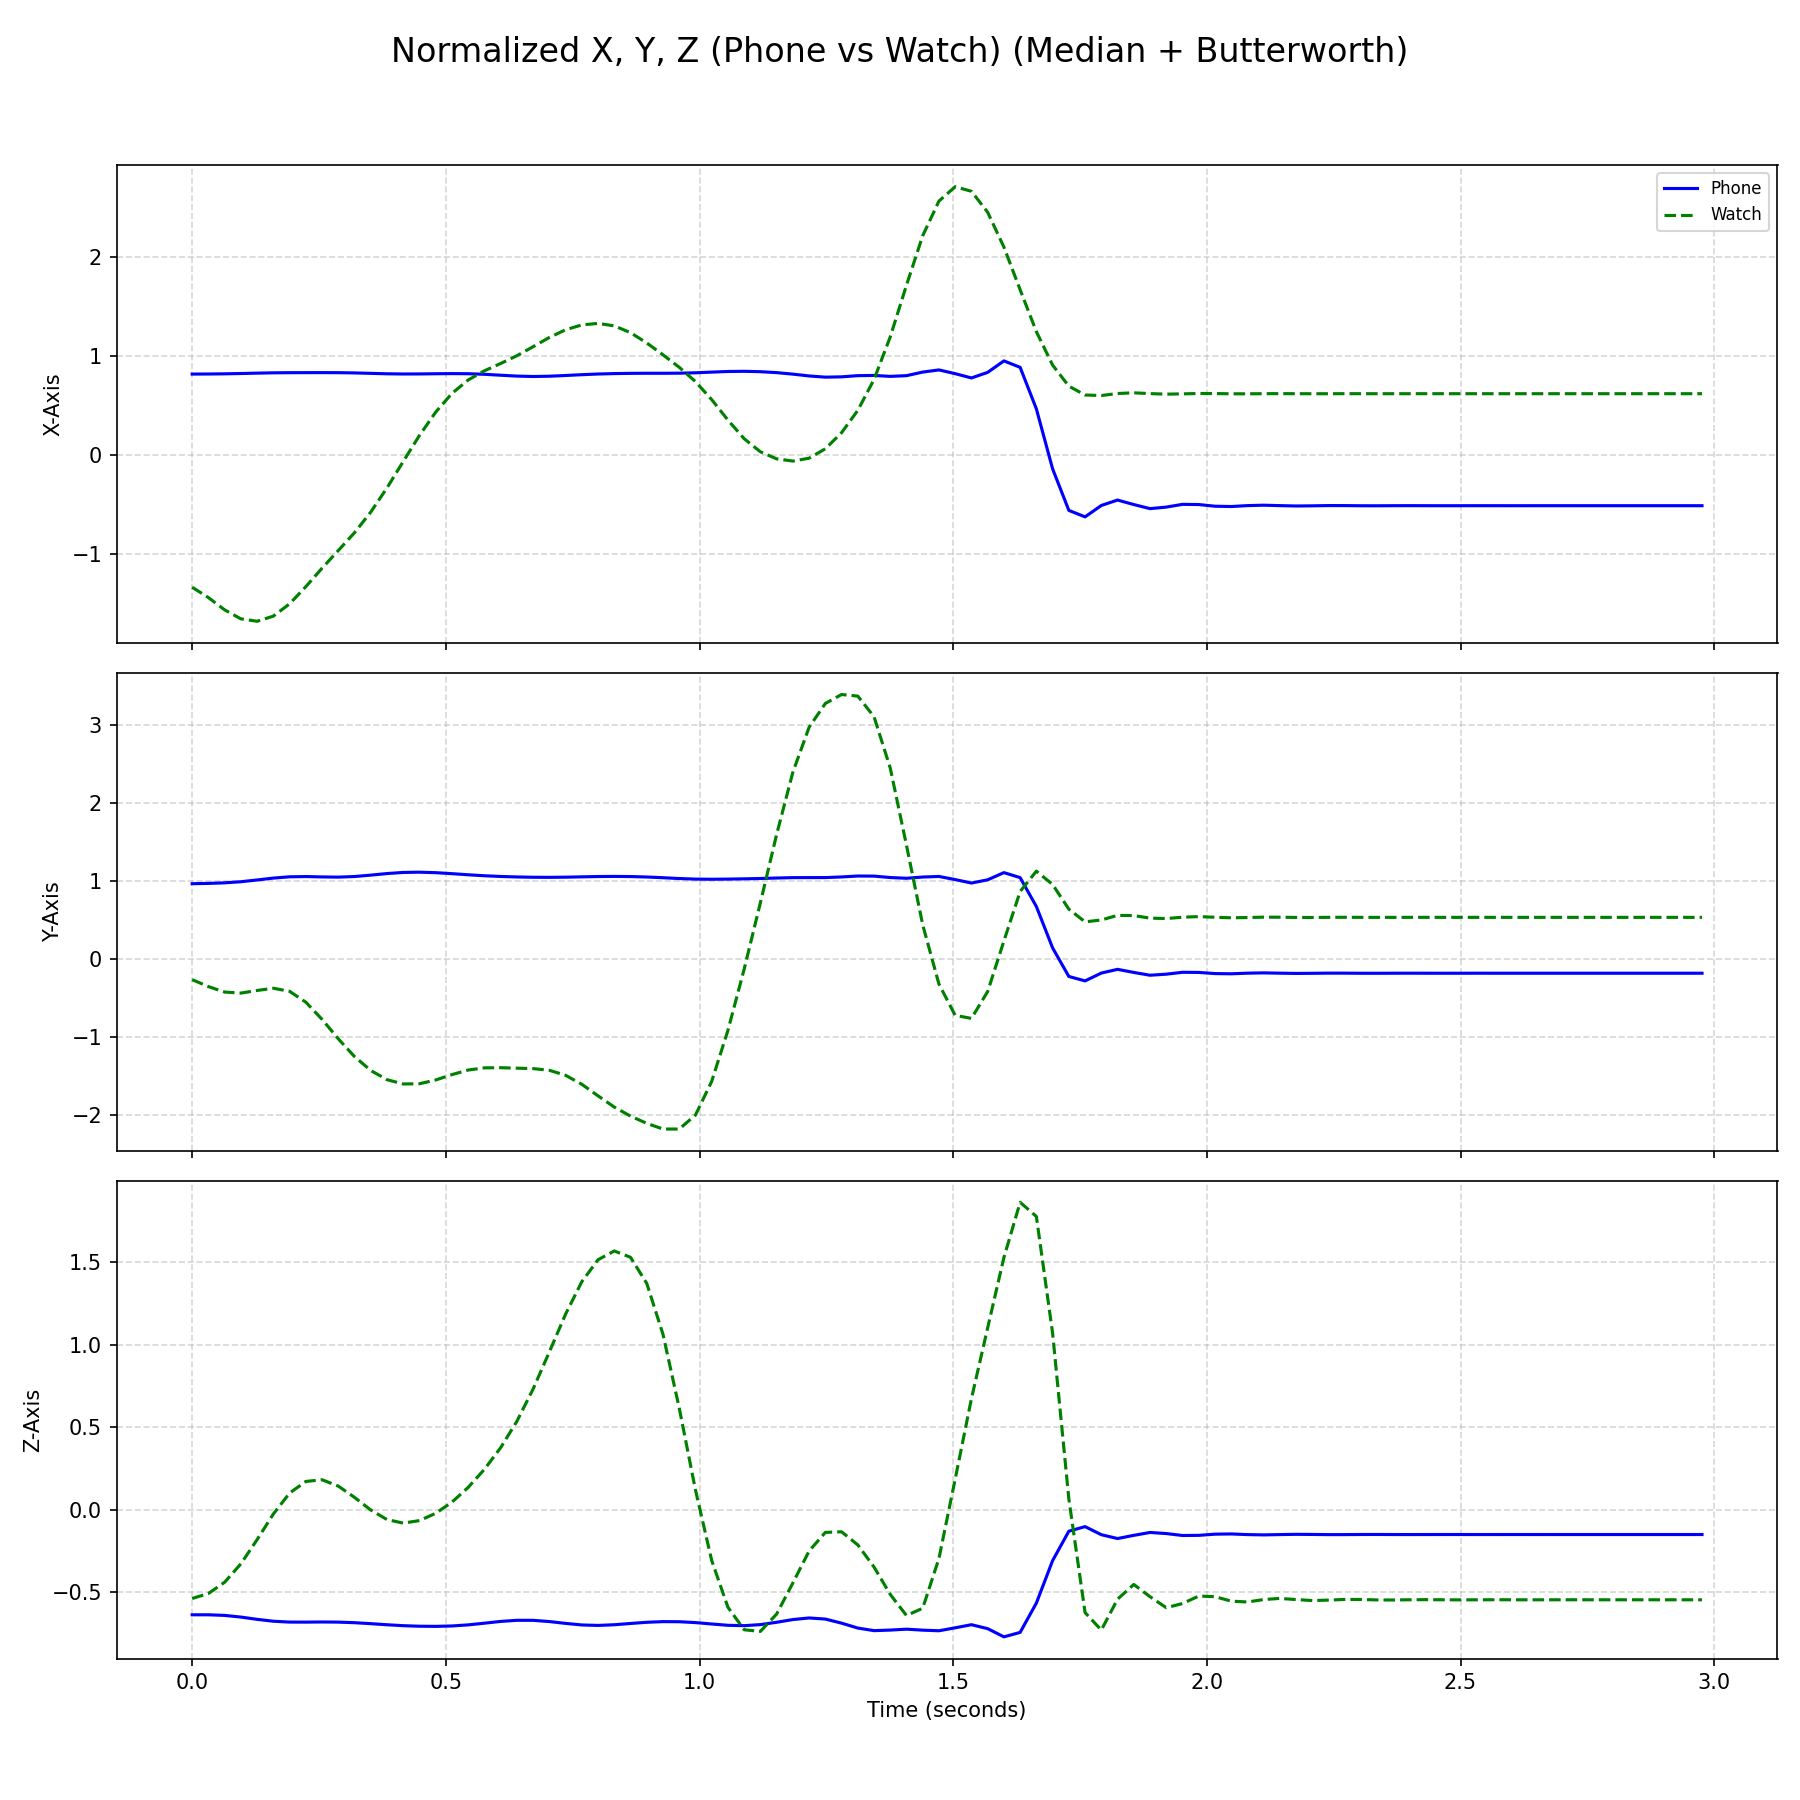 Normalized X, Y, Z (Phone vs Watch) (Median + Butterworth)
Phone
Watch
X-Axis
2
1
0
−1
Y-Axis
3
2
1
0
−1
−2
Z-Axis
1.5
1.0
0.5
0.0
−0.5
0.0 0.5 1.0 1.5 2.0 2.5 3.0
Time (seconds)